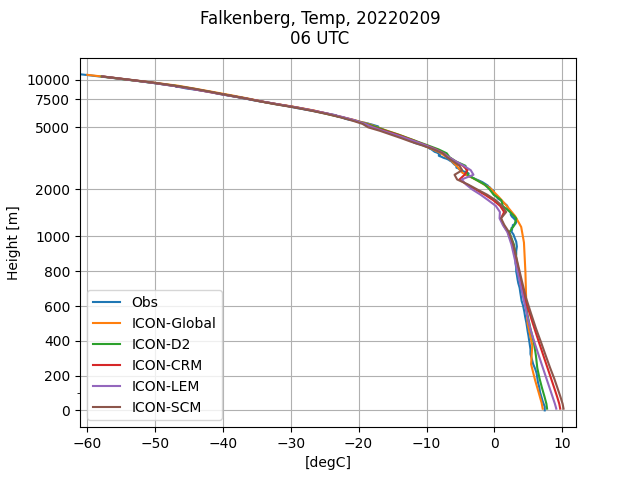 Falkenberg, Temp, 20220209
06 UTC
Height [m]
10000
7500
5000
2000
1000
800
600
400
200
0
Obs
ICON-Global
ICON-D2
ICON-CRM
ICON-LEM
ICON-SCM
−60 −50 −40 −30 −20 −10 0 10
[degC]